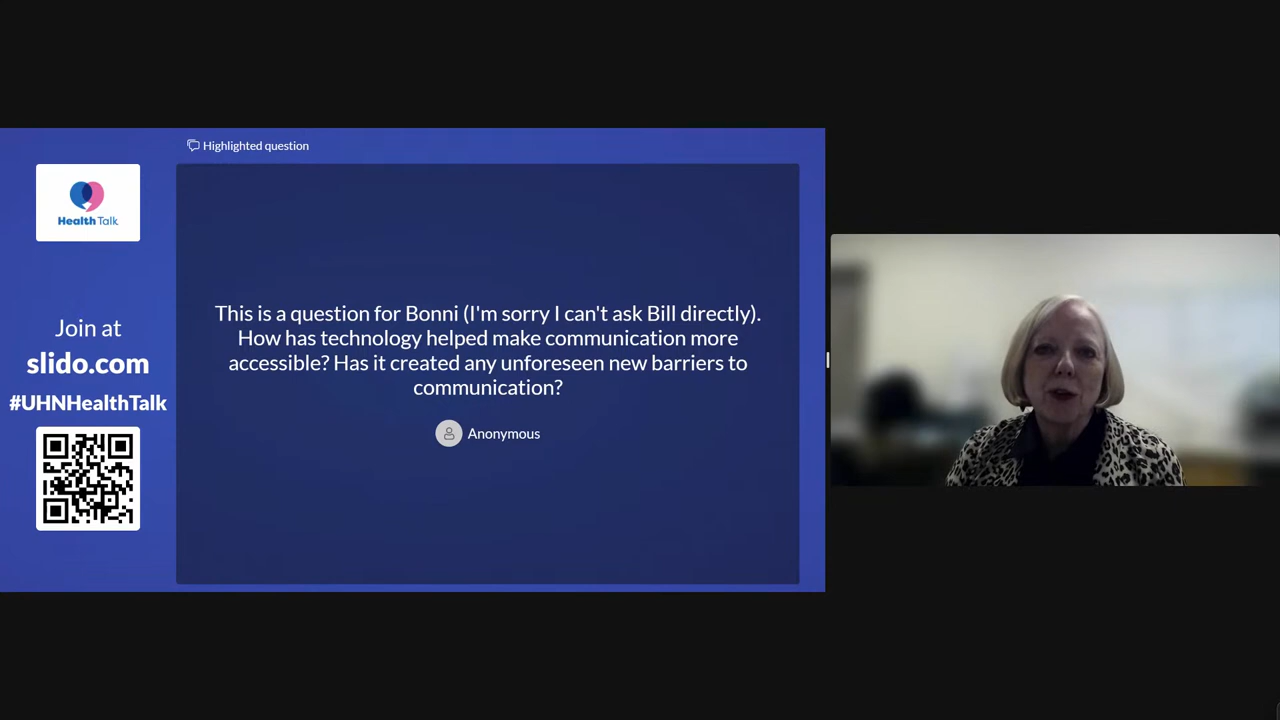 Highlighted question
Health Talk
Join at
slido.com
#UHNHealthTalk
This is a question for Bonni (I'm sorry I can't ask Bill directly).
How has technology helped make communication more
accessible? Has it created any unforeseen new barriers to
communication?
Anonymous